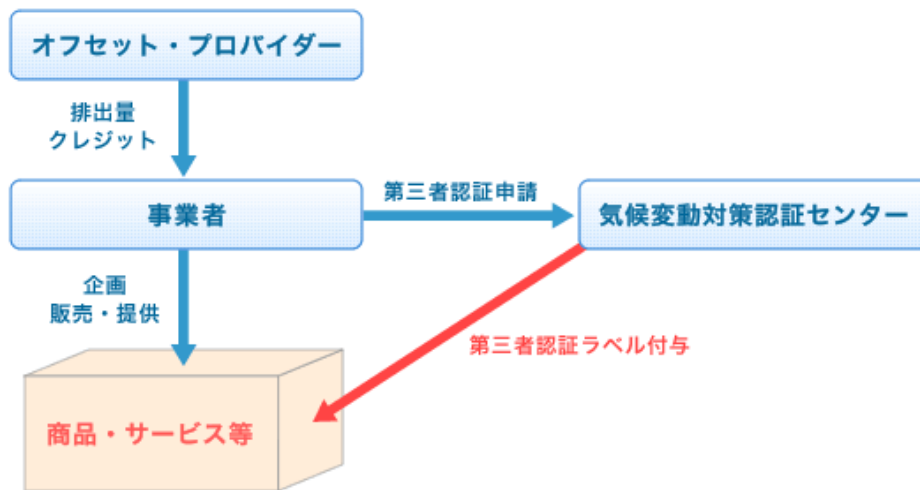 オフセット・プロバイダー
排出量
クレジット
第三者認証申請
事業者
気候変動対策認証センター
企画
販売・提供
第三者認証ラベル付与
商品・サービス等